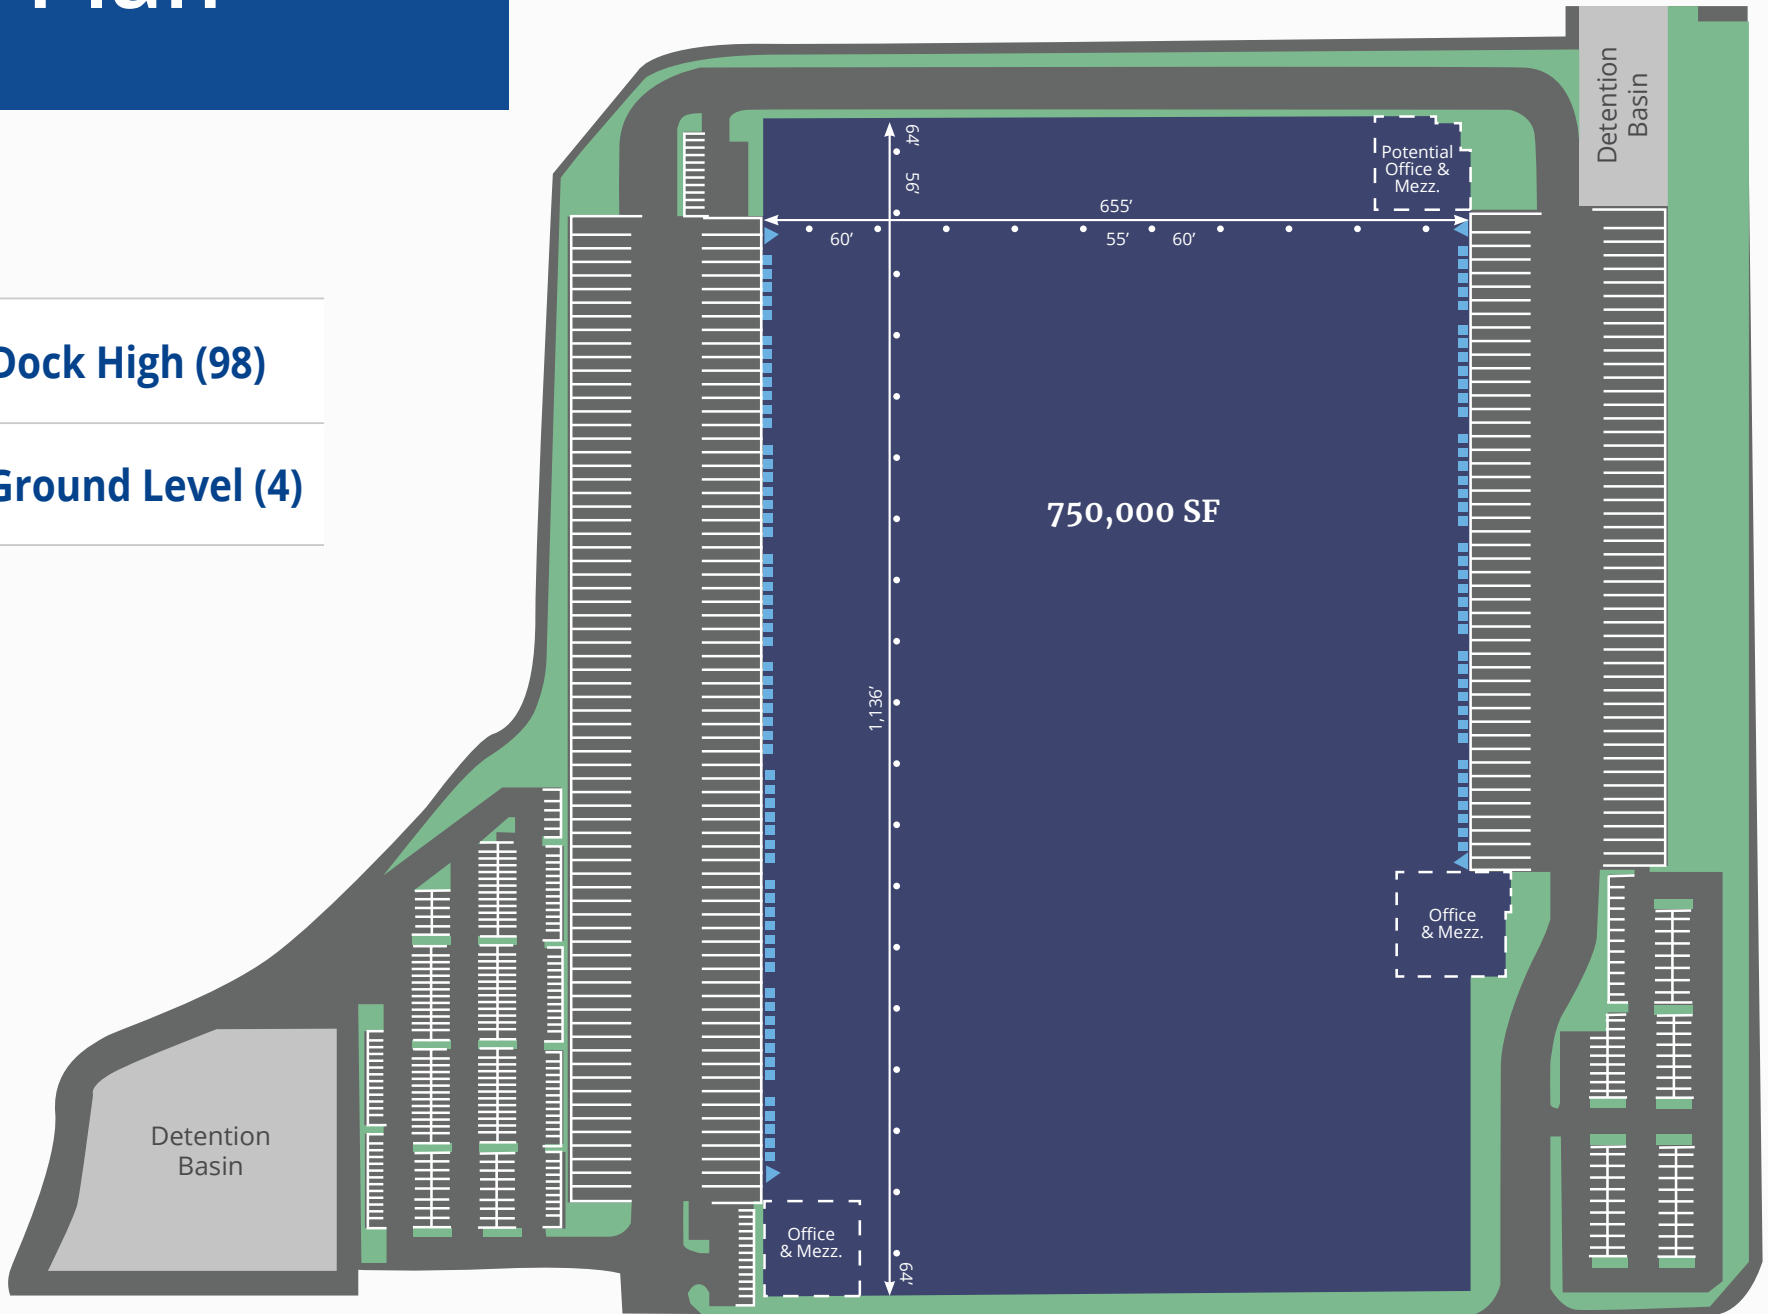 Plan
Dock High (98)
Ground Level (4)
Detention
Basin
64’
56’
Potential
Office &
Mezz.
655’
60’
55’
60’
750,000 SF
1,136’
Office
& Mezz.
Detention
Basin
Office
& Mezz.
64’